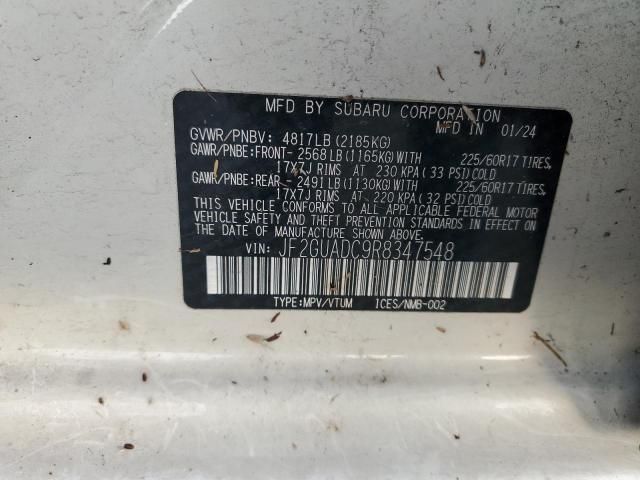 MFD BY SUBARU CORPORATION
MFD IN 01/24
GVWR/PNBV: 4817LB (2185KG)
GAWR/PNBE:FRONT- 2568LB(1165KG)WITH 225/60R17 TIRES,
17X7J RIMS AT 230 KPA ( 33 PSI) COLD
GAWR/PNBE:REAR - 2491LB(1130KG)WITH 225/60R17 TIRES,
17X7J RIMS AT 220 KPA ( 32 PSI) COLD
THIS VEHICLE CONFORMS TO ALL APPLICABLE FEDERAL MOTOR
VEHICLE SAFETY AND THEFT PREVENTION STANDARDS IN EFFECT ON
THE DATE OF MANUFACTURE SHOWN ABOVE.
VIN: JF2GUADC9R8347548
TYPE:MPV/VTUM ICES/NMB-002